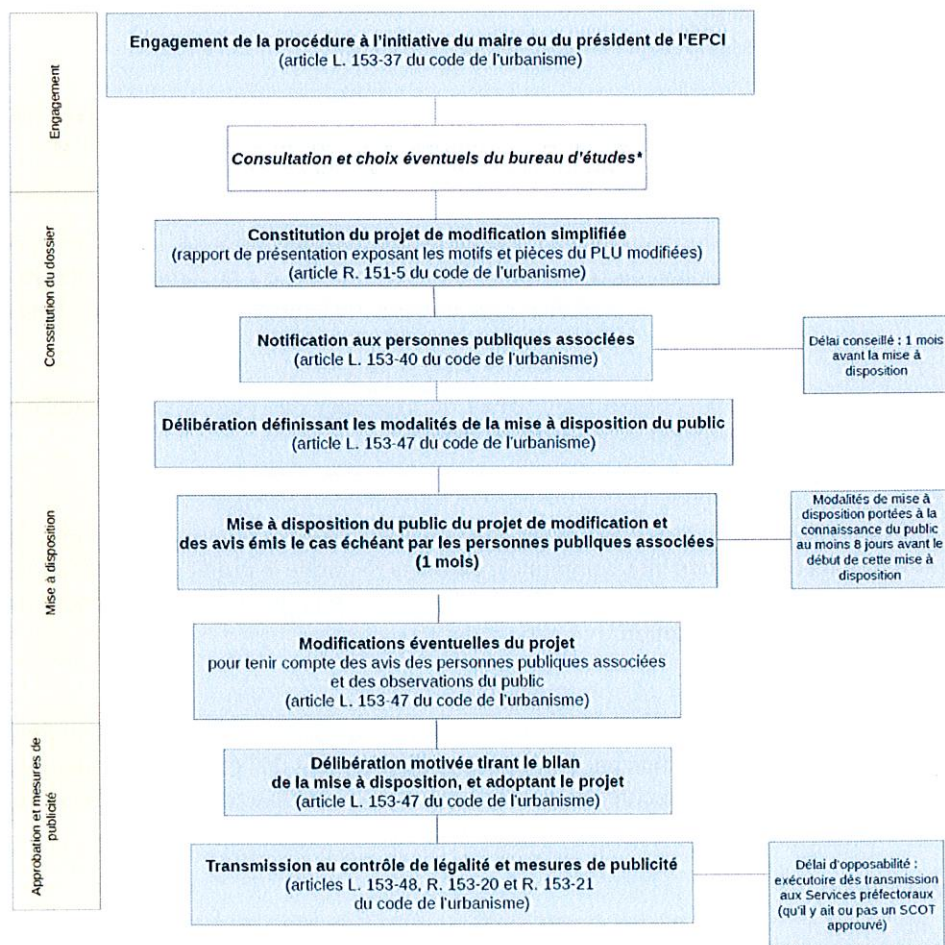 Engagement
Engagement de la procédure à l'initiative du maire ou du président de l'EPCI
(article L. 153-37 du code de l'urbanisme)
Consultation et choix éventuels du bureau d'études*
Consstitution du dossier
Constitution du projet de modification simplifiée
(rapport de présentation exposant les motifs et pièces du PLU modifiées)
(article R. 151-5 du code de l'urbanisme)
Notification aux personnes publiques associées
(article L. 153-40 du code de l'urbanisme)
Délai conseillé : 1 mois
avant la mise à
disposition
Mise à disposition
Délibération définissant les modalités de la mise à disposition du public
(article L. 153-47 du code de l'urbanisme)
Mise à disposition du public du projet de modification et
des avis émis le cas échéant par les personnes publiques associées
(1 mois)
Modalités de mise à
disposition portées à la
connaissance du public
au moins 8 jours avant le
début de cette mise à
disposition
Modifications éventuelles du projet
pour tenir compte des avis des personnes publiques associées
et des observations du public
(article L. 153-47 du code de l'urbanisme)
Approbation et mesures de
publicité
Délibération motivée tirant le bilan
de la mise à disposition, et adoptant le projet
(article L. 153-47 du code de l'urbanisme)
Transmission au contrôle de légalité et mesures de publicité
(articles L. 153-48, R. 153-20 et R. 153-21
du code de l'urbanisme)
Délai d'opposabilité :
exécutoire dès transmission
aux Services préfectoraux
(qu'il y ait ou pas un SCOT
approuvé)